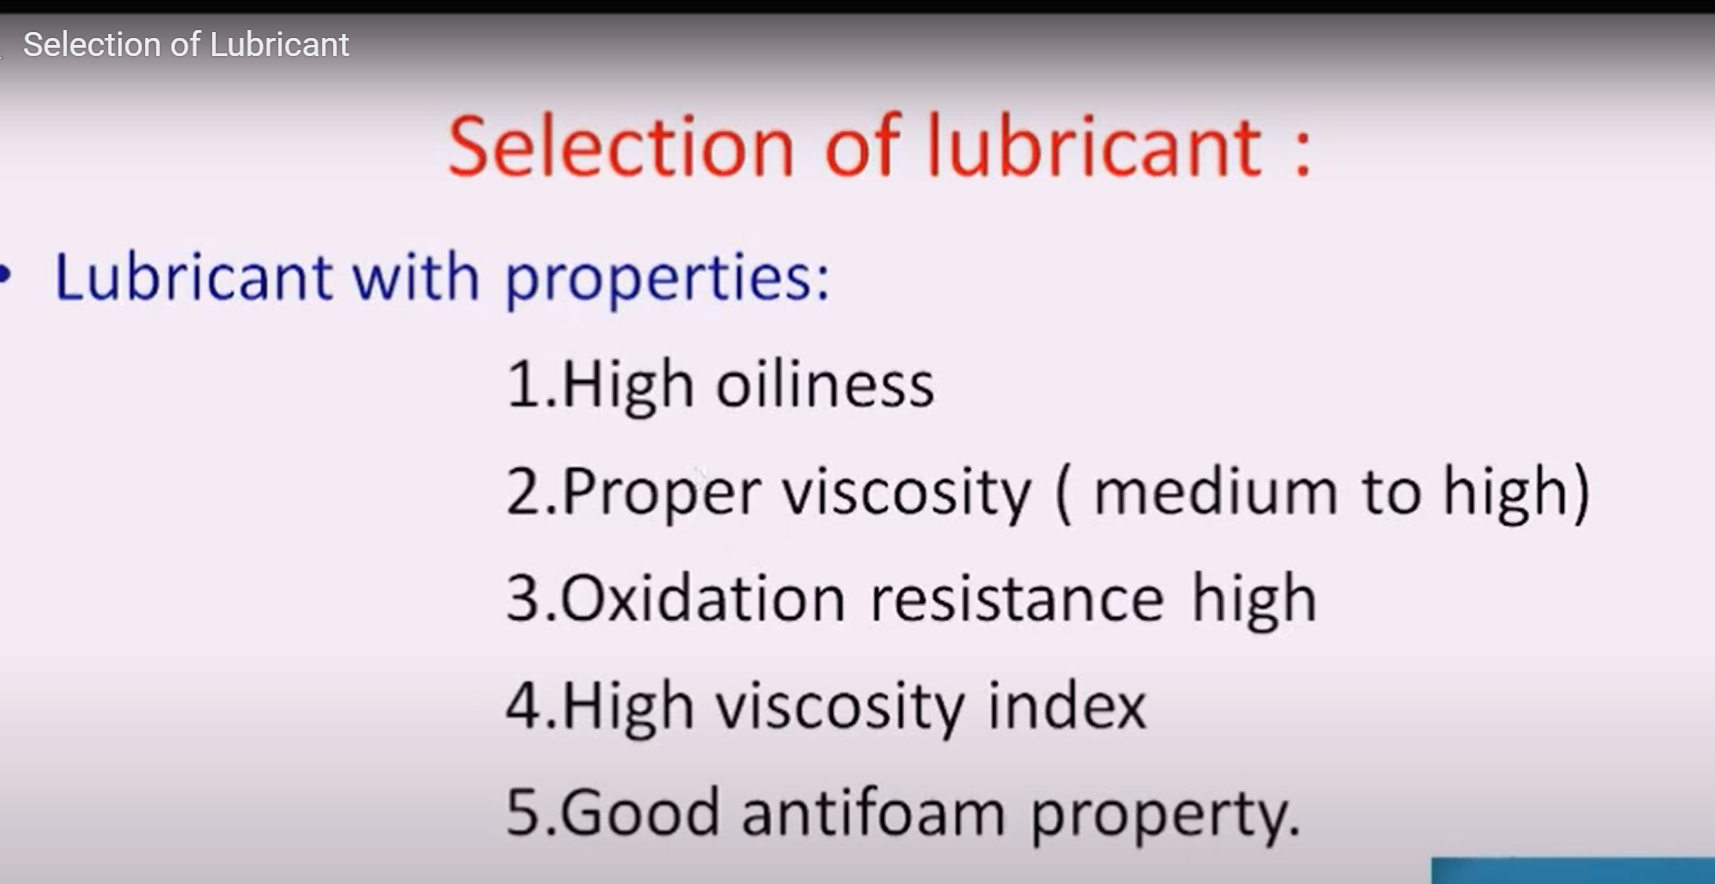 Selection of Lubricant
Selection of lubricant :
• Lubricant with properties:
1.High oiliness
2.Proper viscosity ( medium to high)
3.Oxidation resistance high
4.High viscosity index
5.Good antifoam property.